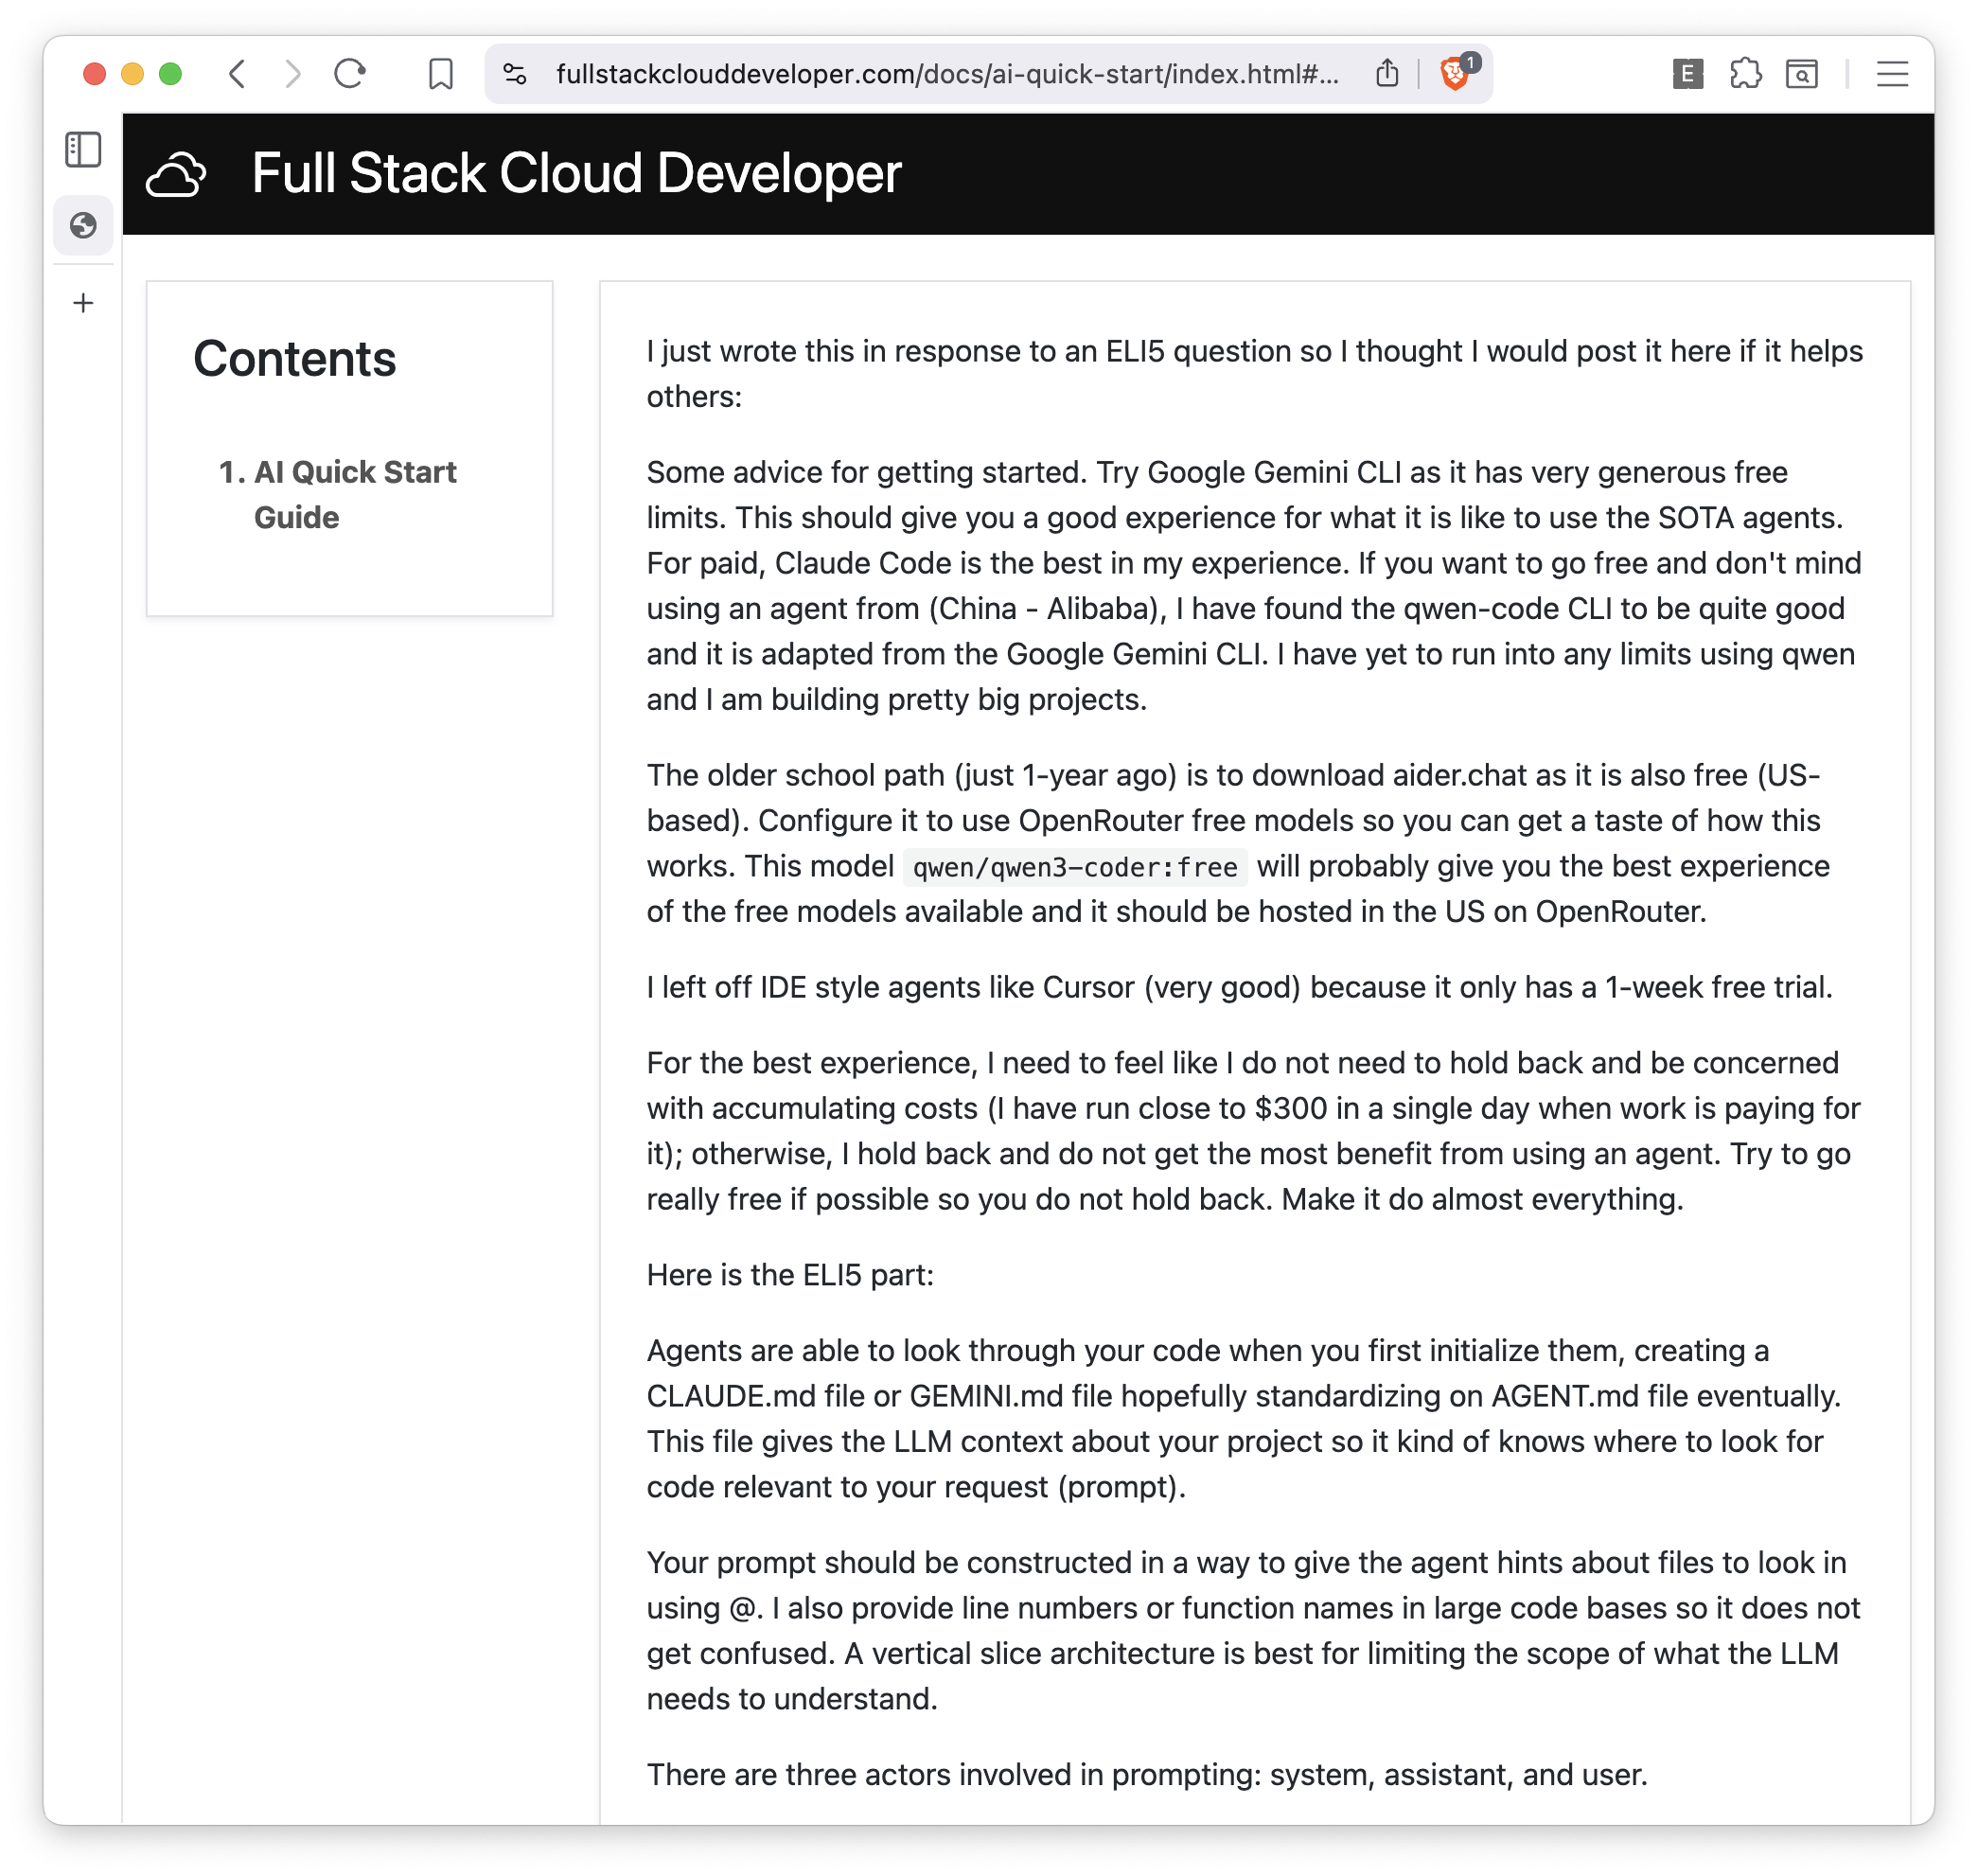 fullstackclouddeveloper.com/docs/ai-quick-start/index.html#...
1
E
Full Stack Cloud Developer
Contents
1. AI Quick Start
Guide
I just wrote this in response to an ELI5 question so I thought I would post it here if it helps
others:
Some advice for getting started. Try Google Gemini CLI as it has very generous free
limits. This should give you a good experience for what it is like to use the SOTA agents.
For paid, Claude Code is the best in my experience. If you want to go free and don't mind
using an agent from (China - Alibaba), I have found the qwen-code CLI to be quite good
and it is adapted from the Google Gemini CLI. I have yet to run into any limits using qwen
and I am building pretty big projects.
The older school path (just 1-year ago) is to download aider.chat as it is also free (US-
based). Configure it to use OpenRouter free models so you can get a taste of how this
works. This model qwen/qwen3-coder:free will probably give you the best experience
of the free models available and it should be hosted in the US on OpenRouter.
I left off IDE style agents like Cursor (very good) because it only has a 1-week free trial.
For the best experience, I need to feel like I do not need to hold back and be concerned
with accumulating costs (I have run close to $300 in a single day when work is paying for
it); otherwise, I hold back and do not get the most benefit from using an agent. Try to go
really free if possible so you do not hold back. Make it do almost everything.
Here is the ELI5 part:
Agents are able to look through your code when you first initialize them, creating a
CLAUDE.md file or GEMINI.md file hopefully standardizing on AGENT.md file eventually.
This file gives the LLM context about your project so it kind of knows where to look for
code relevant to your request (prompt).
Your prompt should be constructed in a way to give the agent hints about files to look in
using @. I also provide line numbers or function names in large code bases so it does not
get confused. A vertical slice architecture is best for limiting the scope of what the LLM
needs to understand.
There are three actors involved in prompting: system, assistant, and user.